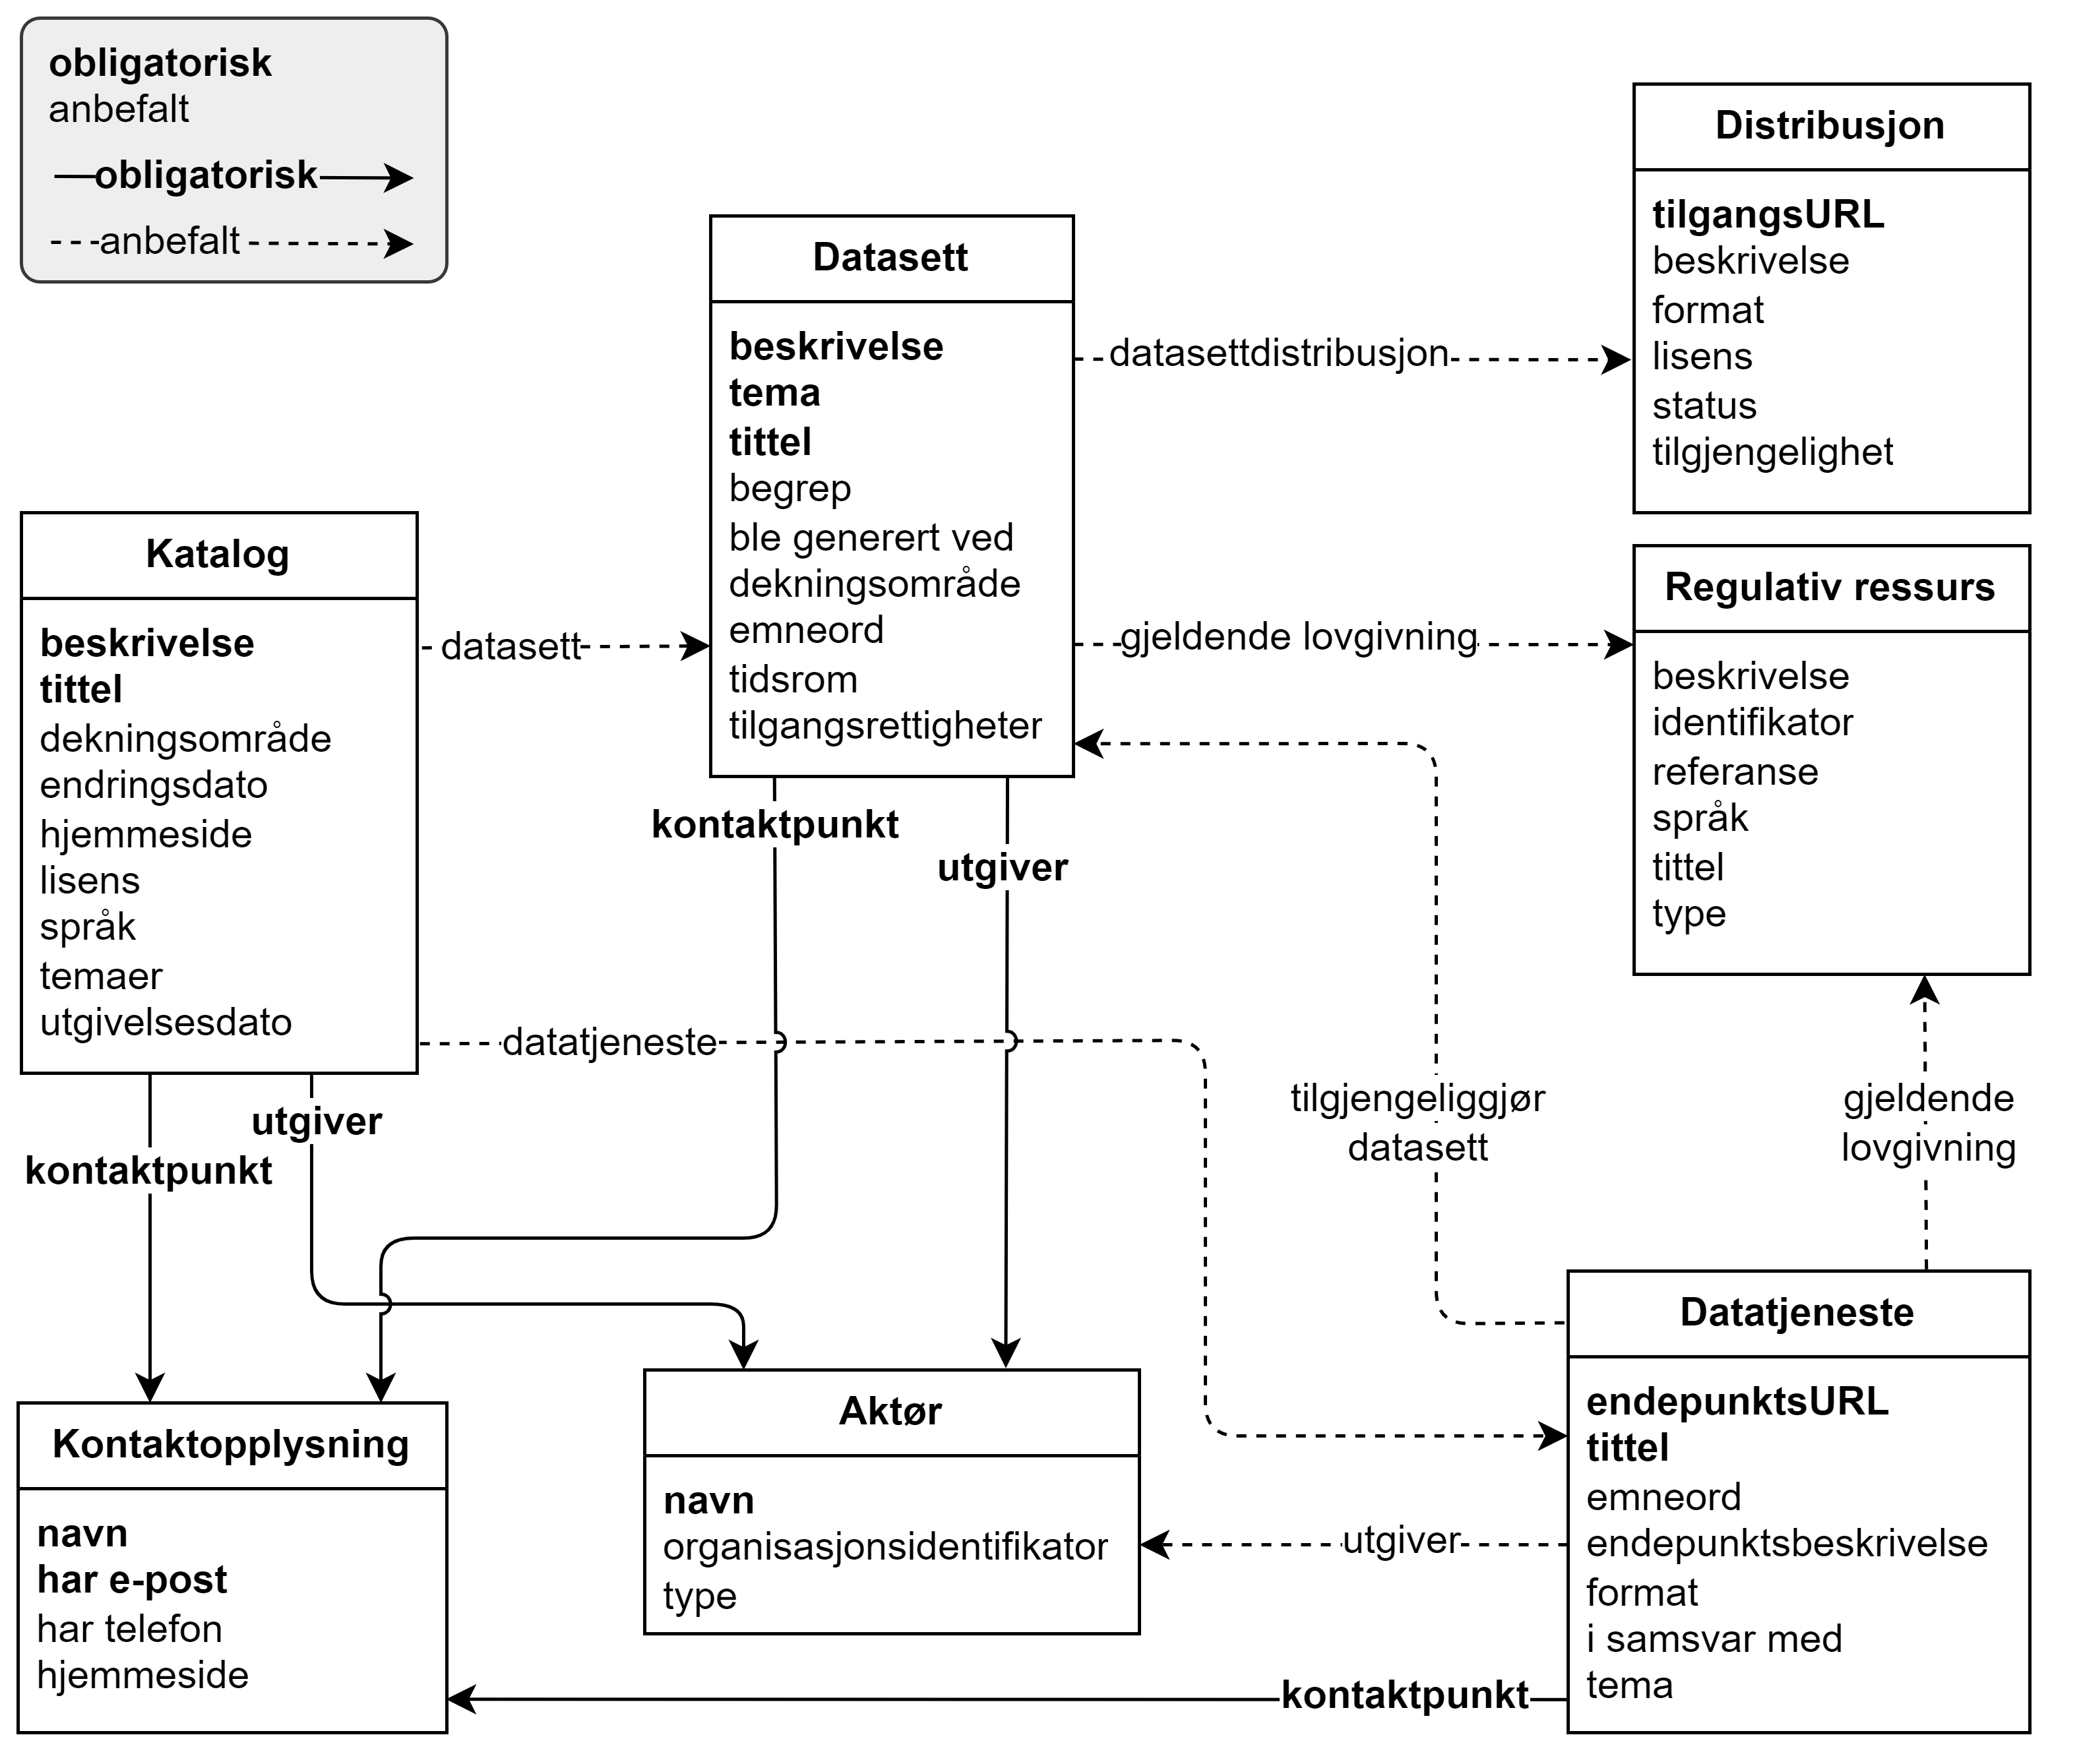 obligatorisk
anbefalt
obligatorisk
anbefalt
Distribusjon
tilgangsURL
beskrivelse
format
lisens
status
tilgjengelighet
Datasett
beskrivelse
tema
tittel
begrep
ble generert ved
dekningsområde
emneord
tidsrom
tilgangsrettigheter
datasettdistribusjon
gjeldende lovgivning
Regulativ ressurs
beskrivelse
identifikator
referanse
språk
tittel
type
Katalog
beskrivelse
tittel
dekningsområde
endringsdato
hjemmeside
lisens
språk
temaer
utgivelsesdato
datasett
kontaktpunkt
utgiver
datatjeneste
tilgjengeliggjør
datasett
gjeldende
lovgivning
utgiver
kontaktpunkt
Kontaktopplysning
navn
har e-post
har telefon
hjemmeside
Aktør
navn
organisasjonsidentifikator
type
Datatjeneste
endepunktsURL
tittel
emneord
endepunktsbeskrivelse
format
i samsvar med
tema
utgiver
kontaktpunkt